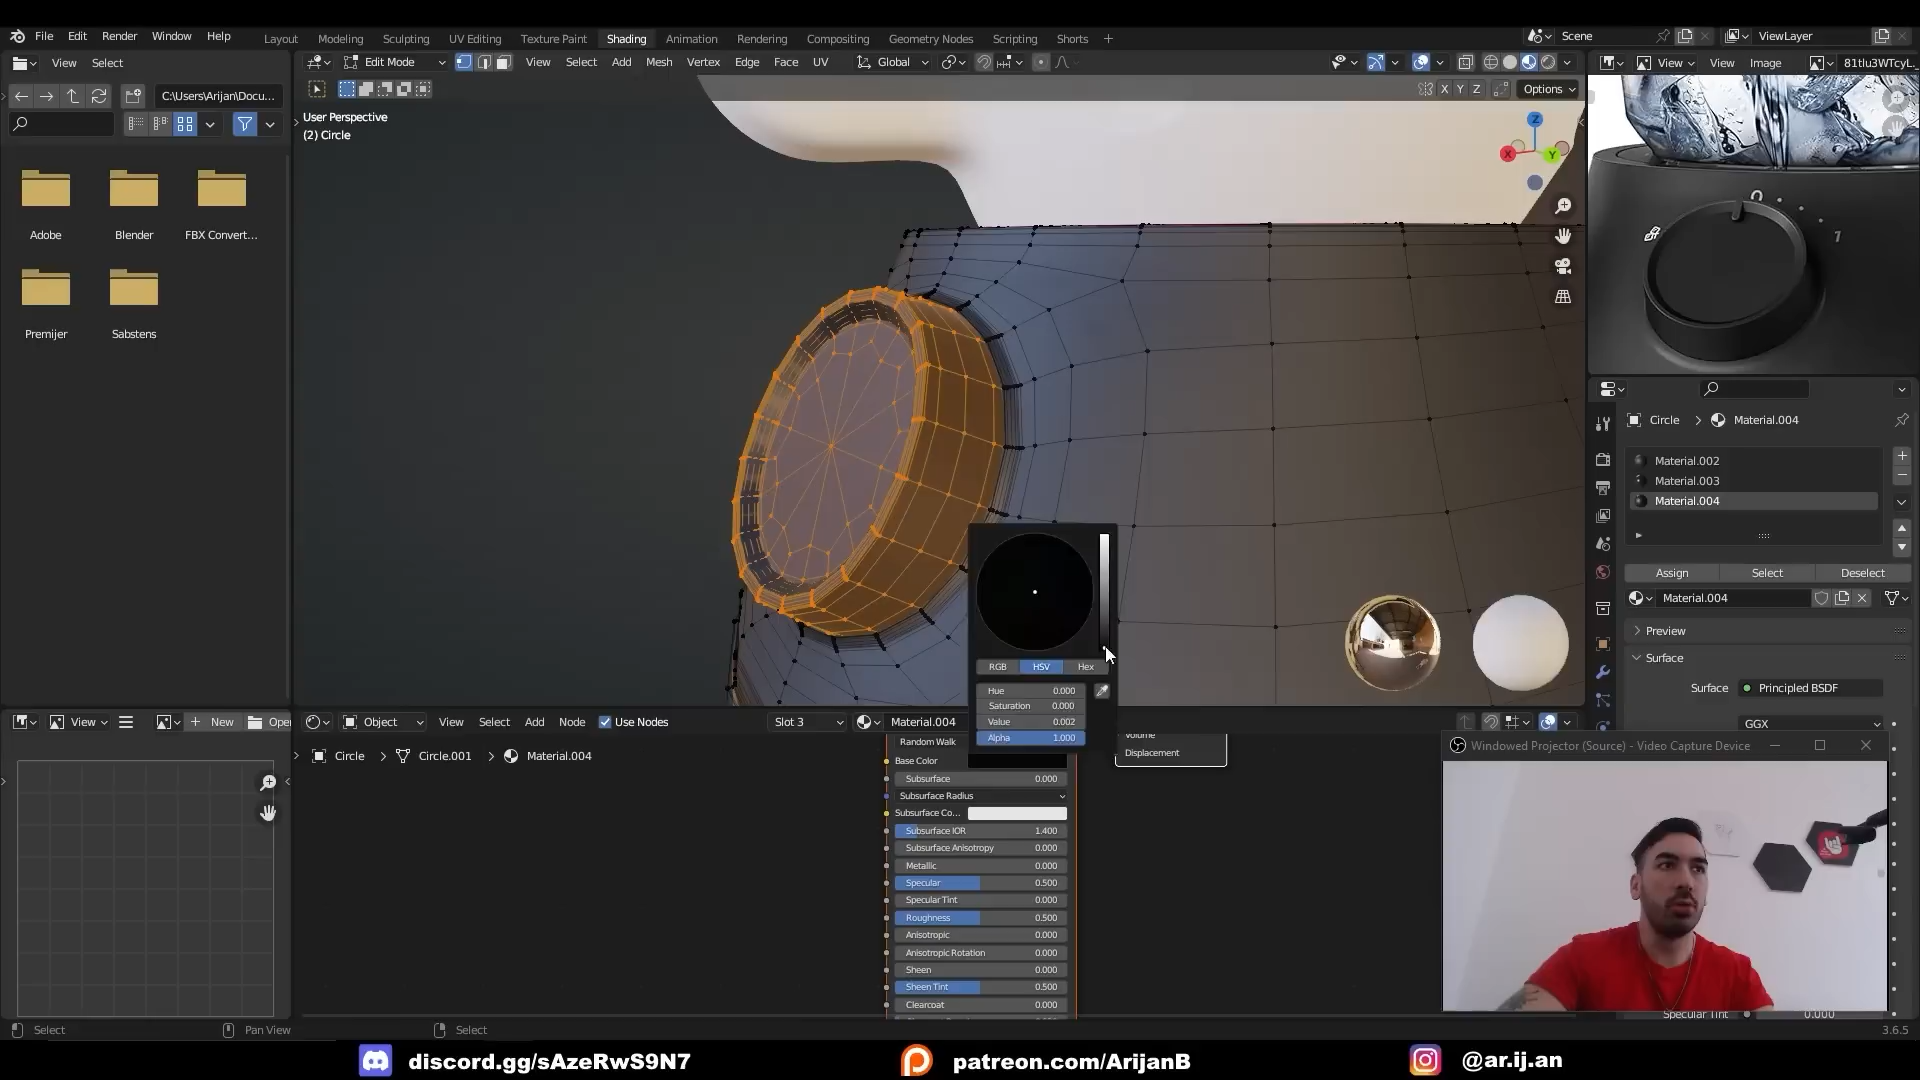 File Edit Render Window Help
Layout Modeling Sculpting UV Editing Texture Paint Shading Animation Rendering Compositing Geometry Nodes Scripting Shorts
Scene
ViewLayer
View Select
Edit Mode View Select Add Mesh Vertex Edge Face UV Global
View View Image 81tlu3WTcyL...
C:\Users\Arijan\Docu...
X Y Z Options
User Perspective
(2) Circle
Z
X
Y
0
1
Adobe Blender FBX Convert...
Premijer Sabstens
Circle > Material.004
Material.002
Material.003
Material.004
Assign Select Deselect
Material.004
Preview
Surface
Surface Principled BSDF
GGX
RGB HSV Hex
Hue 0.000
Saturation 0.000
Value 0.002
Alpha 1.000
View New Open
Object View Select Add Node Use Nodes Slot 3 Material.004
Circle > Circle.001 > Material.004
Random Walk
Base Color
Subsurface 0.000
Subsurface Radius
Subsurface Co...
Subsurface IOR 1.400
Subsurface Anisotropy 0.000
Metallic 0.000
Specular 0.500
Specular Tint 0.000
Roughness 0.500
Anisotropic 0.000
Anisotropic Rotation 0.000
Sheen 0.000
Sheen Tint 0.500
Clearcoat 0.000
Volume
Displacement
Windowed Projector (Source) - Video Capture Device
Specular Tint 0.000
Select Pan View Select
3.6.5
discord.gg/sAzeRwS9N7 patreon.com/ArijanB @ar.ij.an